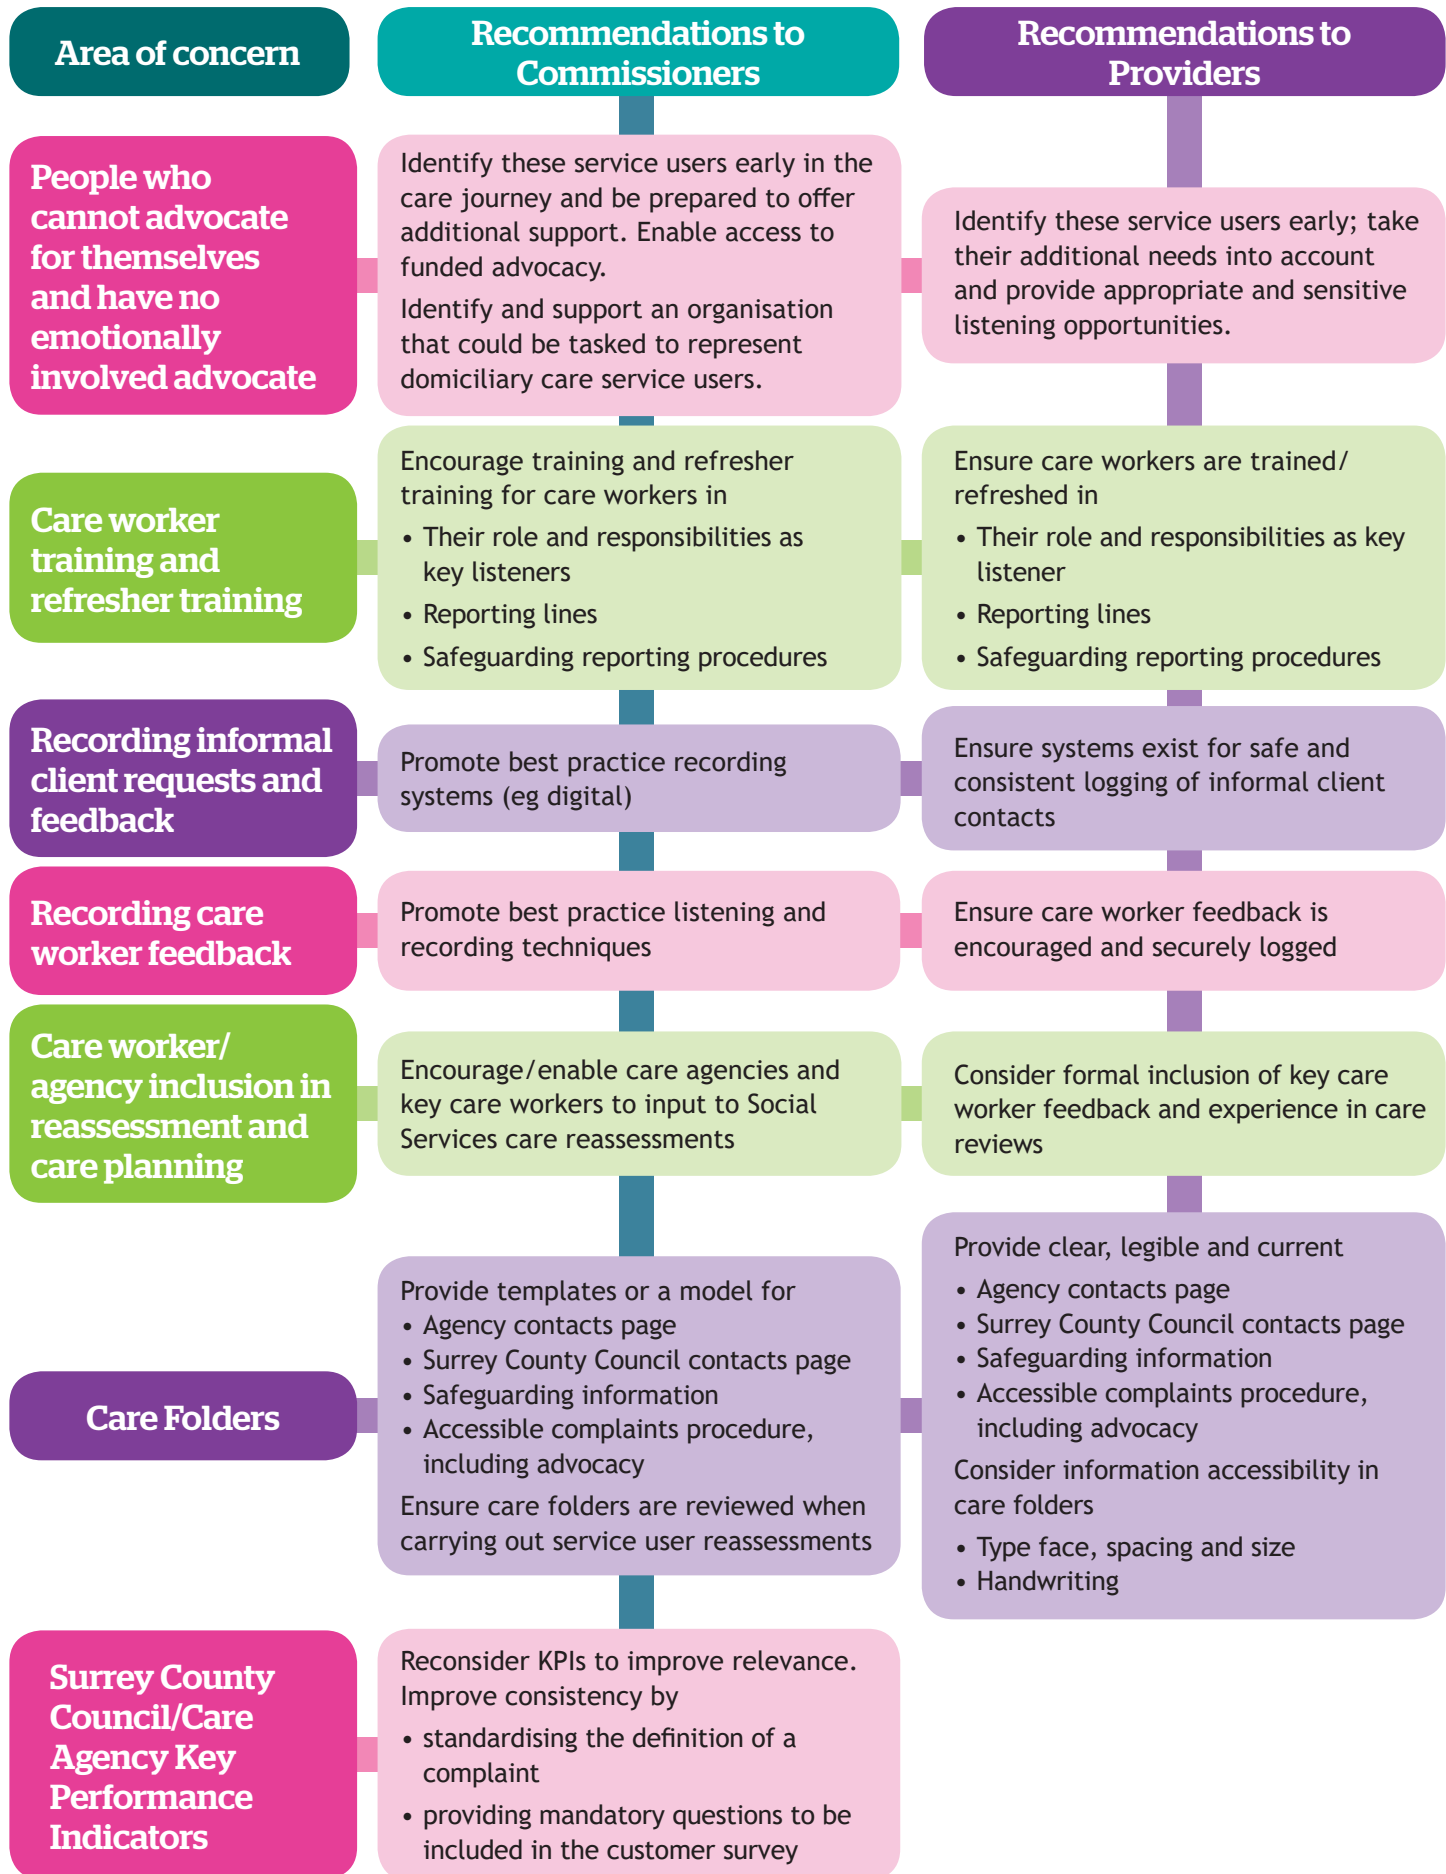 Area of concern
Recommendations to
Commissioners
Recommendations to
Providers
People who
cannot advocate
for themselves
and have no
emotionally
involved advocate
Identify these service users early in the
care journey and be prepared to offer
additional support. Enable access to
funded advocacy.
Identify and support an organisation
that could be tasked to represent
domiciliary care service users.
Identify these service users early; take
their additional needs into account
and provide appropriate and sensitive
listening opportunities.
Care worker
training and
refresher training
Encourage training and refresher
training for care workers in
• Their role and responsibilities as
key listeners
• Reporting lines
• Safeguarding reporting procedures
Ensure care workers are trained/
refreshed in
• Their role and responsibilities as key
listener
• Reporting lines
• Safeguarding reporting procedures
Recording informal
client requests and
feedback
Promote best practice recording
systems (eg digital)
Ensure systems exist for safe and
consistent logging of informal client
contacts
Recording care
worker feedback
Promote best practice listening and
recording techniques
Ensure care worker feedback is
encouraged and securely logged
Care worker/
agency inclusion in
reassessment and
care planning
Encourage/enable care agencies and
key care workers to input to Social
Services care reassessments
Consider formal inclusion of key care
worker feedback and experience in care
reviews
Care Folders
Provide templates or a model for
• Agency contacts page
• Surrey County Council contacts page
• Safeguarding information
• Accessible complaints procedure,
including advocacy
Ensure care folders are reviewed when
carrying out service user reassessments
Provide clear, legible and current
• Agency contacts page
• Surrey County Council contacts page
• Safeguarding information
• Accessible complaints procedure,
including advocacy
Consider information accessibility in
care folders
• Type face, spacing and size
• Handwriting
Surrey County
Council/Care
Agency Key
Performance
Indicators
Reconsider KPIs to improve relevance.
Improve consistency by
• standardising the definition of a
complaint
• providing mandatory questions to be
included in the customer survey